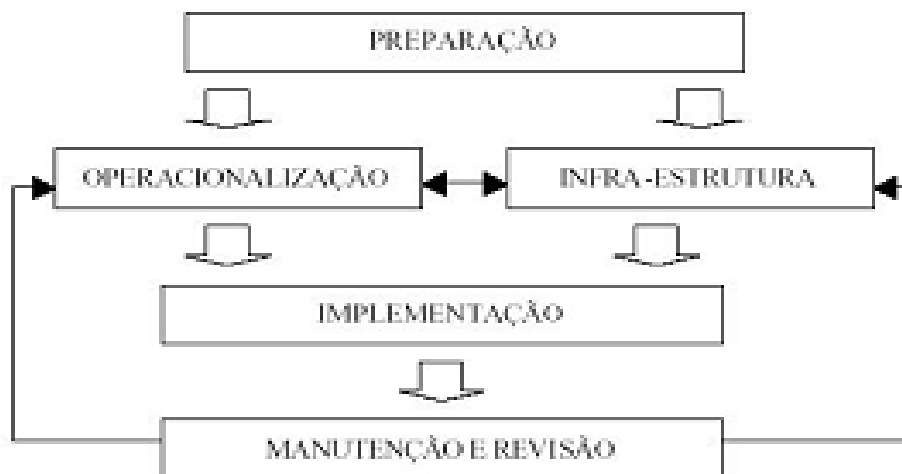 PREPARAÇÃO
OPERACIONALIZAÇÃO
INFRA-ESTRUTURA
IMPLEMENTAÇÃO
MANUTENÇÃO E REVISÃO